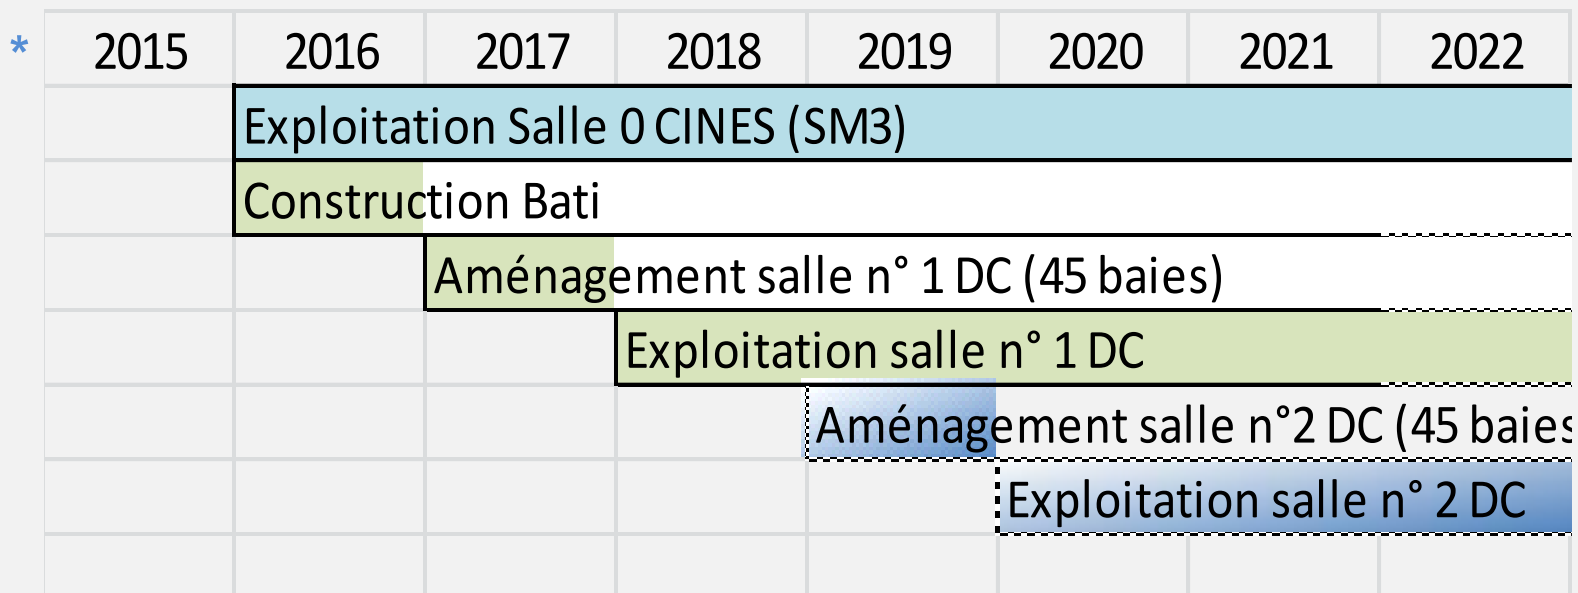 * 2015 2016 2017 2018 2019 2020 2021 2022
Exploitation Salle 0 CINES (SM3)
Construction Bati
Aménagement salle n° 1 DC (45 baies)
Exploitation salle n° 1 DC
Aménagement salle n°2 DC (45 baies
Exploitation salle n° 2 DC